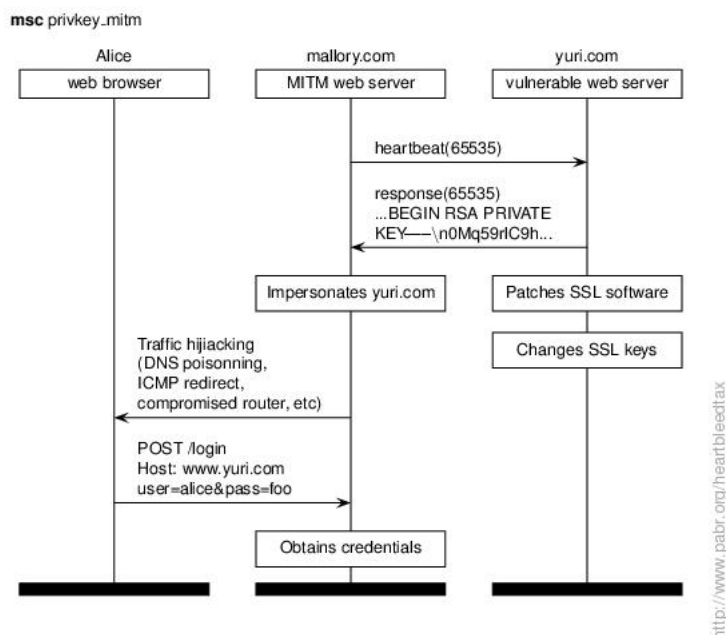 msc privkey_mitm
Alice
mallory.com
yuri.com
web browser
MITM web server
vulnerable web server
heartbeat(65535)
response(65535)
...BEGIN RSA PRIVATE
KEY-----\n0Mq59rIC9h...
Impersonates yuri.com
Patches SSL software
Changes SSL keys
Traffic hijiacking
(DNS poisonning,
ICMP redirect,
compromised router, etc)
POST /login
Host: www.yuri.com
user=alice&pass=foo
Obtains credentials
http://www.pabr.org/heartbleedtax